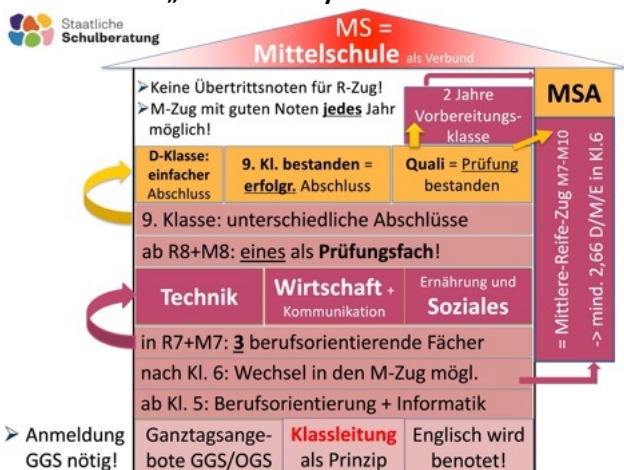 Staatliche
Schulberatung
MS =
Mittelschule als Verbund
➤Keine Übertrittsnoten für R-Zug!
➤M-Zug mit guten Noten jedes Jahr
möglich!
2 Jahre
Vorbereitungs-
klasse
MSA
D-Klasse:
einfacher
Abschluss
9. Kl. bestanden =
erfolgr. Abschluss
Quali = Prüfung
bestanden
= Mittlere-Reife-Zug M7-M10
-> mind. 2,66 D/M/E in Kl.6
9. Klasse: unterschiedliche Abschlüsse
ab R8+M8: eines als Prüfungsfach!
Technik
Wirtschaft +
Kommunikation
Ernährung und
Soziales
in R7+M7: 3 berufsorientierende Fächer
nach Kl. 6: Wechsel in den M-Zug mögl.
ab Kl. 5: Berufsorientierung + Informatik
➤ Anmeldung
GGS nötig!
Ganztagsange-
bote GGS/OGS
Klassleitung
als Prinzip
Englisch wird
benotet!